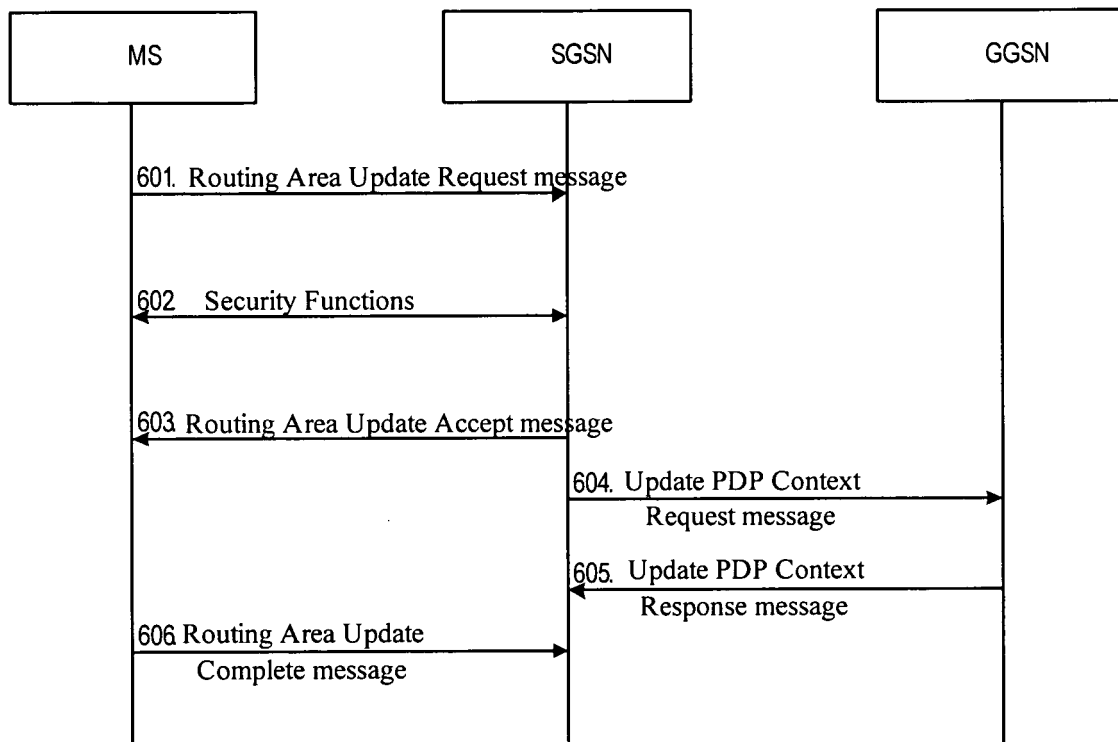 MS
SGSN
GGSN
601. Routing Area Update Request message
602 Security Functions
603. Routing Area Update Accept message
604. Update PDP Context
Request message
605. Update PDP Context
Response message
606. Routing Area Update
Complete message